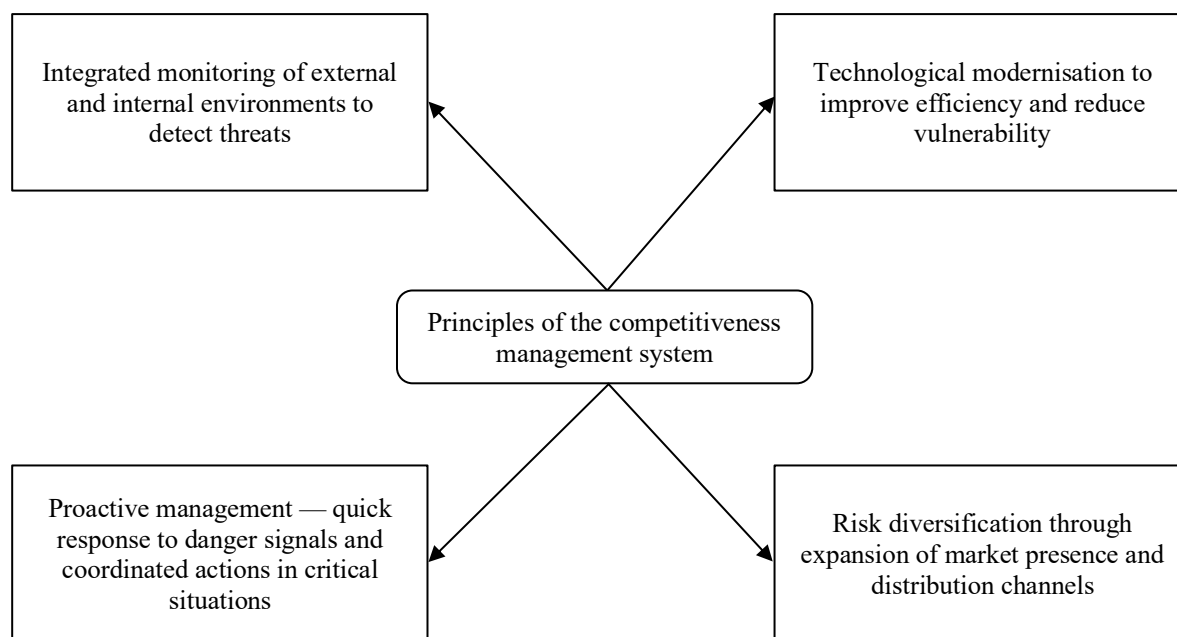 Integrated monitoring of external
and internal environments to
detect threats
Technological modernisation to
improve efficiency and reduce
vulnerability
Principles of the competitiveness
management system
Proactive management — quick
response to danger signals and
coordinated actions in critical
situations
Risk diversification through
expansion of market presence and
distribution channels